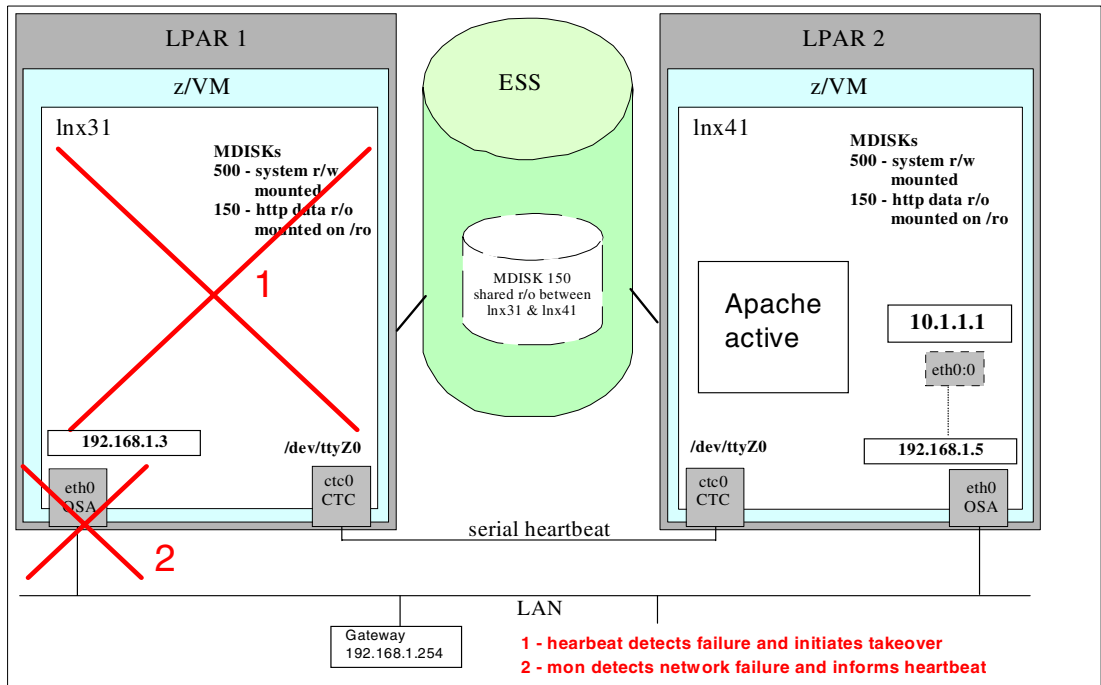 LPAR 1
z/VM
lnx31
MDISKs
500 - system r/w
mounted
150 - http data r/o
mounted on /ro
1
192.168.1.3
/dev/ttyZ0
eth0
OSA
ctc0
CTC
2
ESS
MDISK 150
shared r/o between
lnx31 & lnx41
LPAR 2
z/VM
lnx41
MDISKs
500 - system r/w
mounted
150 - http data r/o
mounted on /ro
Apache
active
10.1.1.1
eth0:0
/dev/ttyZ0
192.168.1.5
ctc0
CTC
eth0
OSA
serial heartbeat
LAN
Gateway
192.168.1.254
1 - hearbeat detects failure and initiates takeover
2 - mon detects network failure and informs heartbeat